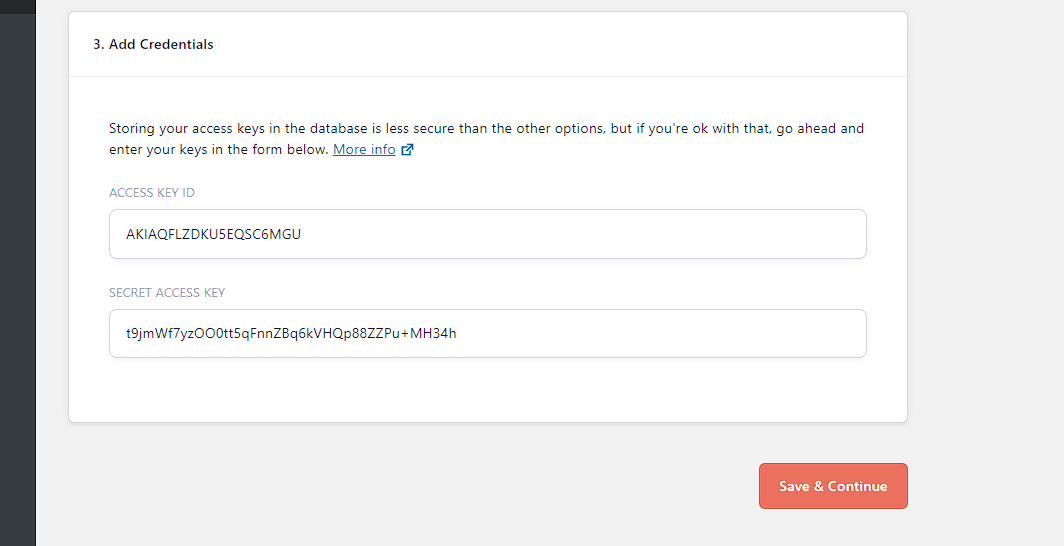 3. Add Credentials
Storing your access keys in the database is less secure than the other options, but if you're ok with that, go ahead and
enter your keys in the form below. More info
ACCESS KEY ID
AKIAQFLZDKU5EQSC6MGU
SECRET ACCESS KEY
t9jmWf7yzOO0tt5qFnnZBq6kVHQp88ZZPu+MH34h
Save & Continue